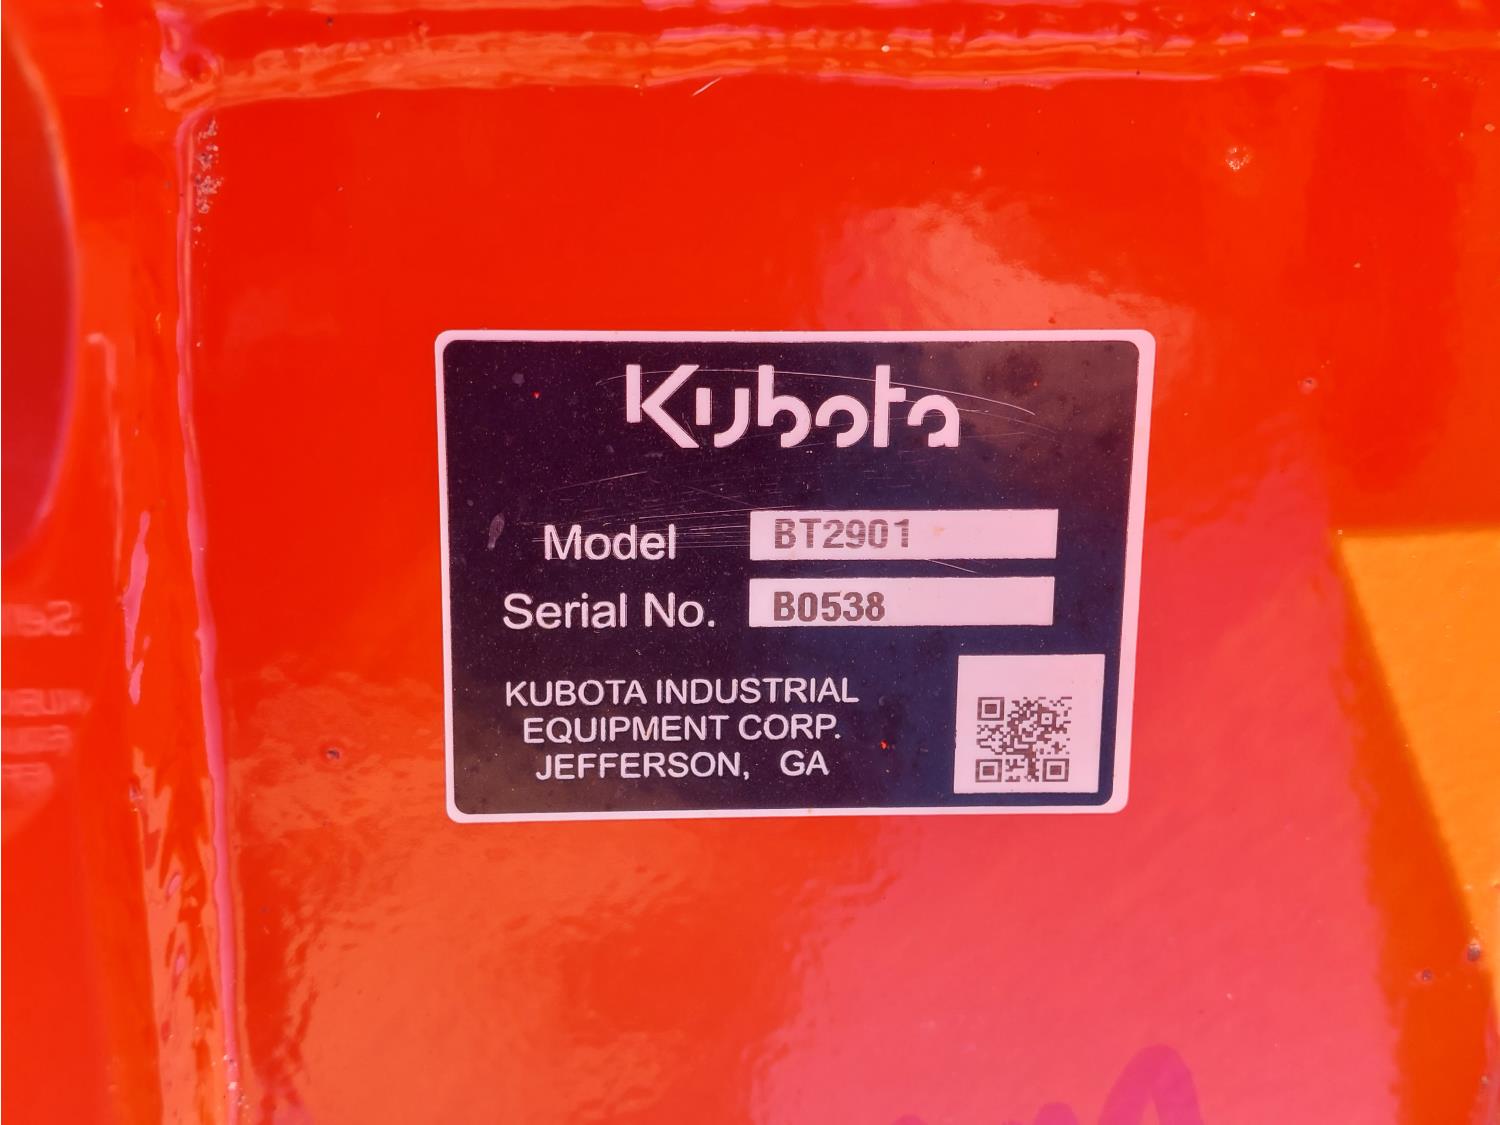 Kubota
Model BT2901
Serial No. B0538
KUBOTA INDUSTRIAL
EQUIPMENT CORP.
JEFFERSON, GA